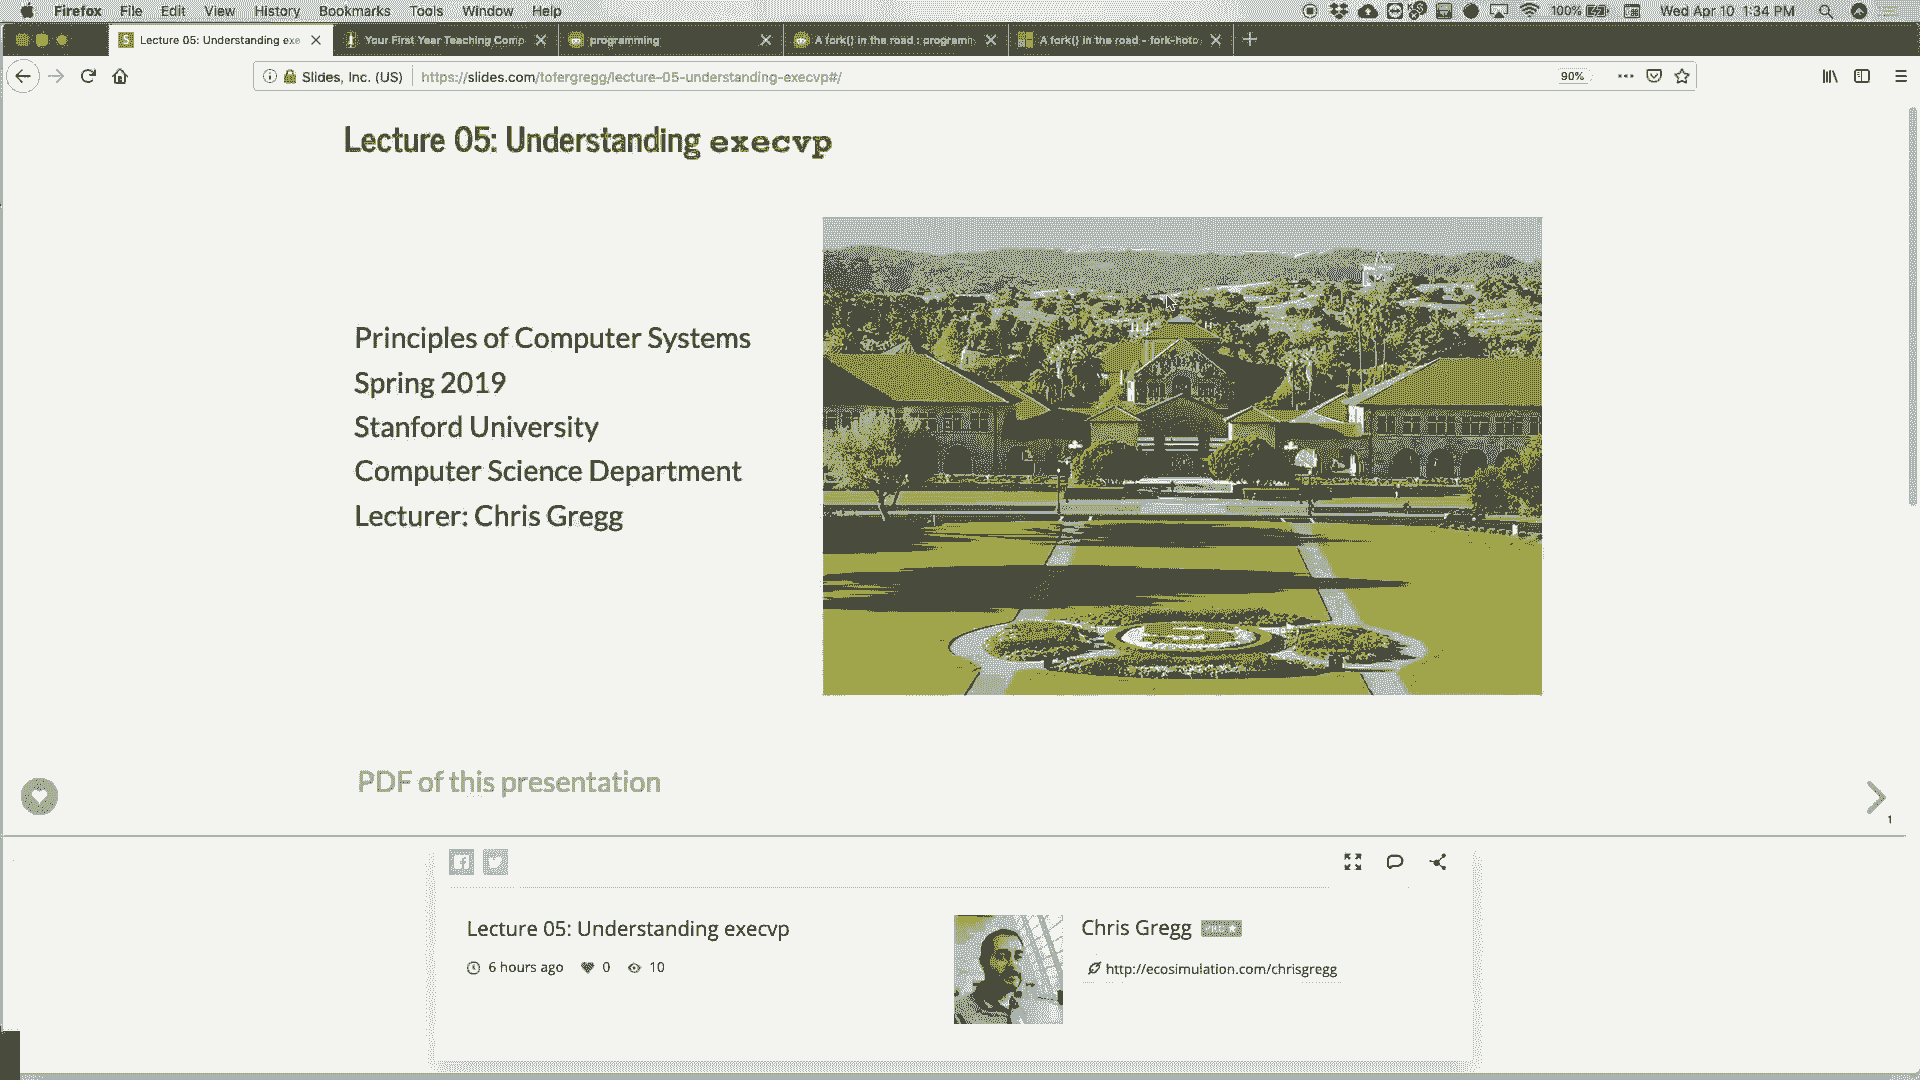 Firefox File Edit View History Bookmarks Tools Window Help 100% Wed Apr 10 1:34 PM
Lecture 05: Understanding exe Your First Year Teaching Comp programming A fork() in the road : programm A fork() in the road - fork-hoto
Slides, Inc. (US) https://slides.com/tofergregg/lecture-05-understanding-execvp#/ 90%
Lecture 05: Understanding execvp
Principles of Computer Systems
Spring 2019
Stanford University
Computer Science Department
Lecturer: Chris Gregg
PDF of this presentation
1
Lecture 05: Understanding execvp
6 hours ago 0 10
Chris Gregg
http://ecosimulation.com/chrisgregg